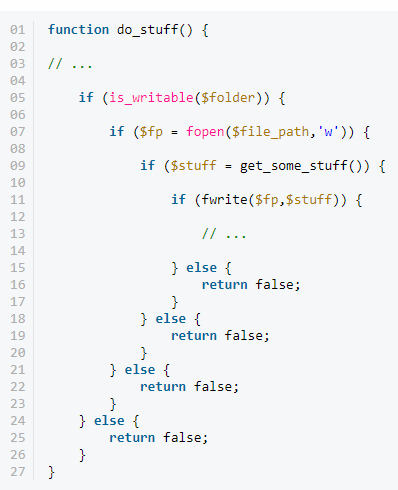 01 function do_stuff() {
02
03 // ...
04
05     if (is_writable($folder)) {
06
07         if ($fp = fopen($file_path,'w')) {
08
09             if ($stuff = get_some_stuff()) {
10
11                 if (fwrite($fp,$stuff)) {
12
13                     // ...
14
15                 } else {
16                     return false;
17                 }
18             } else {
19                 return false;
20             }
21         } else {
22             return false;
23         }
24     } else {
25         return false;
26     }
27 }